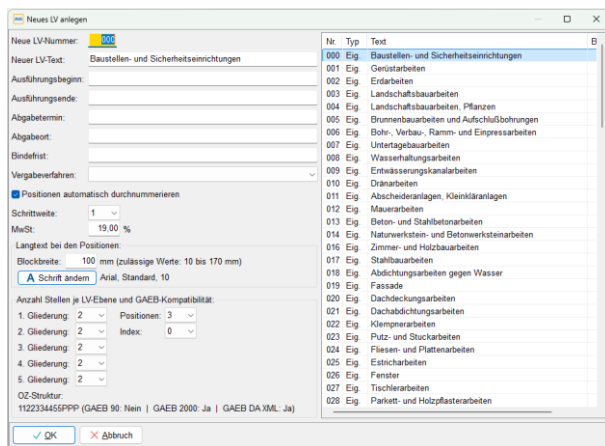 Neues LV anlegen
Neue LV-Nummer: 000
Neuer LV-Text: Baustellen- und Sicherheitseinrichtungen
Ausführungsbeginn:
Ausführungsende:
Abgabetermin:
Abgabeort:
Bindefrist:
Vergabeverfahren:
Positionen automatisch durchnummerieren
Schrittweite: 1
MwSt: 19,00 %
Langtext bei den Positionen:
Blockbreite: 100 mm (zulässige Werte: 10 bis 170 mm)
A Schrift ändern Arial, Standard, 10
Anzahl Stellen je LV-Ebene und GAEB-Kompatibilität:
1. Gliederung: 2 Positionen: 3
2. Gliederung: 2 Index: 0
3. Gliederung: 2
4. Gliederung: 2
5. Gliederung: 2
OZ-Struktur:
1122334455PPP (GAEB 90: Nein | GAEB 2000: Ja | GAEB DA XML: Ja)
OK Abbruch
Nr. Typ Text B
000 Eig. Baustellen- und Sicherheitseinrichtungen
001 Eig. Gerüstarbeiten
002 Eig. Erdarbeiten
003 Eig. Landschaftsbauarbeiten
004 Eig. Landschaftsbauarbeiten, Pflanzen
005 Eig. Brunnenbauarbeiten und Aufschlußbohrungen
006 Eig. Bohr-, Verbau-, Ramm- und Einpressarbeiten
007 Eig. Untertagebauarbeiten
008 Eig. Wasserhaltungsarbeiten
009 Eig. Entwässerungskanalarbeiten
010 Eig. Dränarbeiten
011 Eig. Abscheideranlagen, Kleinkläranlagen
012 Eig. Mauerarbeiten
013 Eig. Beton- und Stahlbetonarbeiten
014 Eig. Naturwerkstein- und Betonwerksteinarbeiten
016 Eig. Zimmer- und Holzbauarbeiten
017 Eig. Stahlbauarbeiten
018 Eig. Abdichtungsarbeiten gegen Wasser
019 Eig. Fassade
020 Eig. Dachdeckungsarbeiten
021 Eig. Dachabdichtungsarbeiten
022 Eig. Klempnerarbeiten
023 Eig. Putz- und Stuckarbeiten
024 Eig. Fliesen- und Plattenarbeiten
025 Eig. Estricharbeiten
026 Eig. Fenster
027 Eig. Tischlerarbeiten
028 Eig. Parkett- und Holzpflasterarbeiten